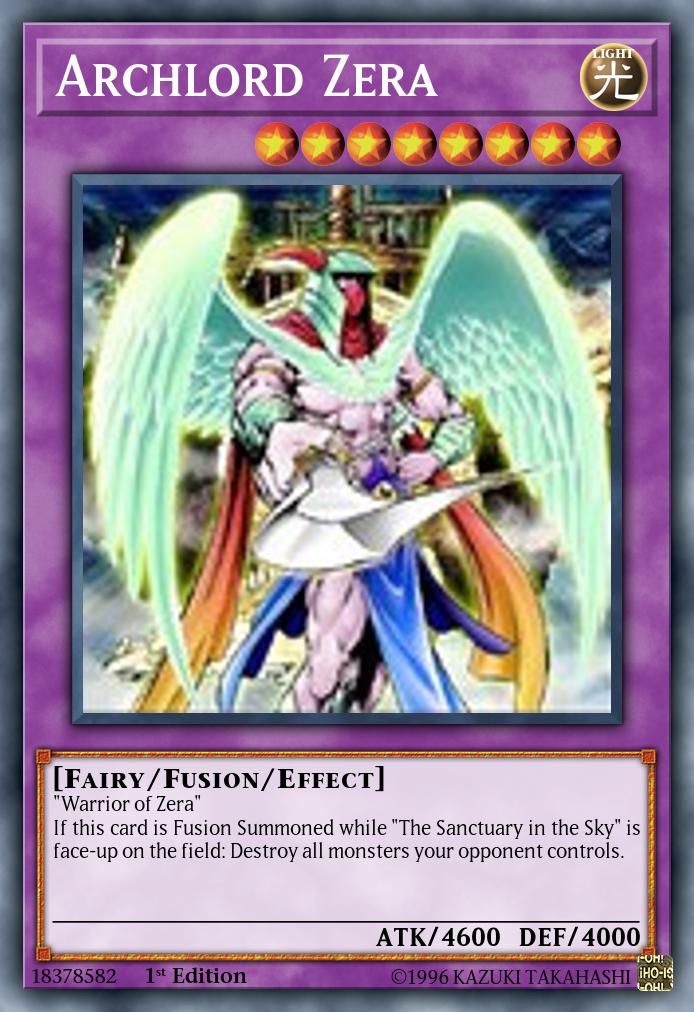 Archlord Zera
LIGHT
光
[Fairy/Fusion/Effect]
"Warrior of Zera"
If this card is Fusion Summoned while "The Sanctuary in the Sky" is
face-up on the field: Destroy all monsters your opponent controls.
ATK/4600 DEF/4000
18378582 1st Edition ©1996 KAZUKI TAKAHASHI